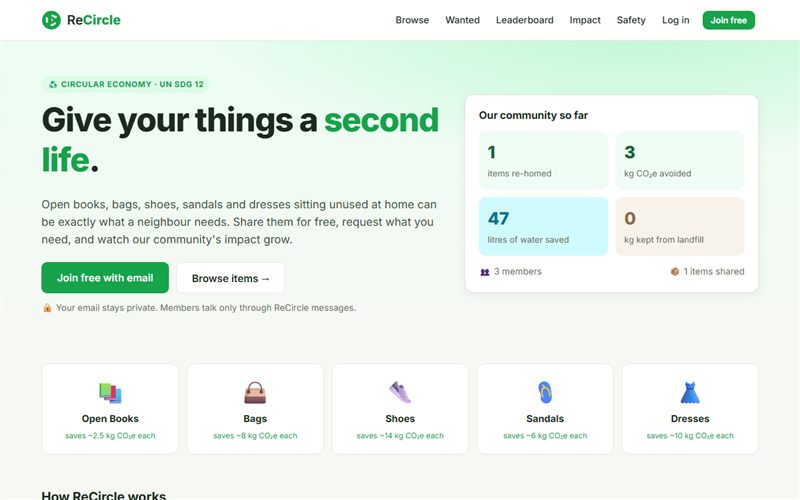 ReCircle
Browse
Wanted
Leaderboard
Impact
Safety
Log in
Join free
CIRCULAR ECONOMY · UN SDG 12
Give your things a second
life.
Open books, bags, shoes, sandals and dresses sitting unused at home can
be exactly what a neighbour needs. Share them for free, request what you
need, and watch our community's impact grow.
Join free with email
Browse items →
Your email stays private. Members talk only through ReCircle messages.
Our community so far
1
items re-homed
3
kg CO₂e avoided
47
litres of water saved
0
kg kept from landfill
3 members
1 items shared
Open Books
saves ~2.5 kg CO₂e each
Bags
saves ~8 kg CO₂e each
Shoes
saves ~14 kg CO₂e each
Sandals
saves ~6 kg CO₂e each
Dresses
saves ~10 kg CO₂e each
How ReCircle works